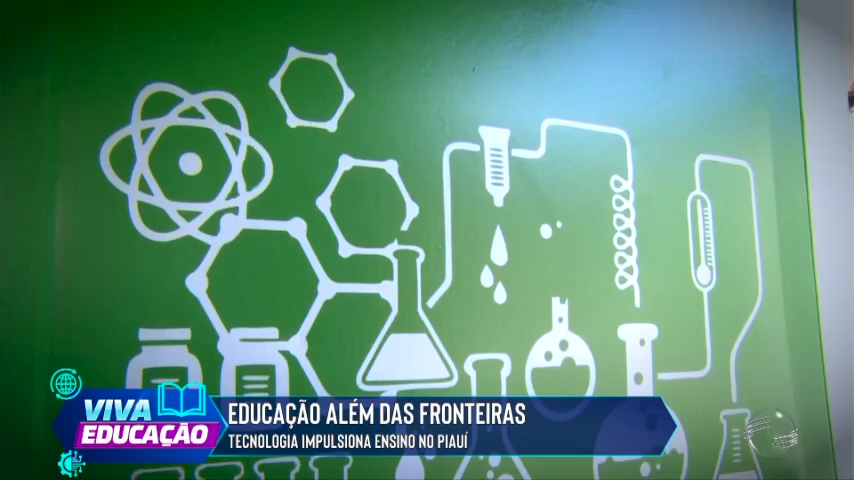 VIVA
EDUCAÇÃO
EDUCAÇÃO ALÉM DAS FRONTEIRAS
TECNOLOGIA IMPULSIONA ENSINO NO PIAUÍ